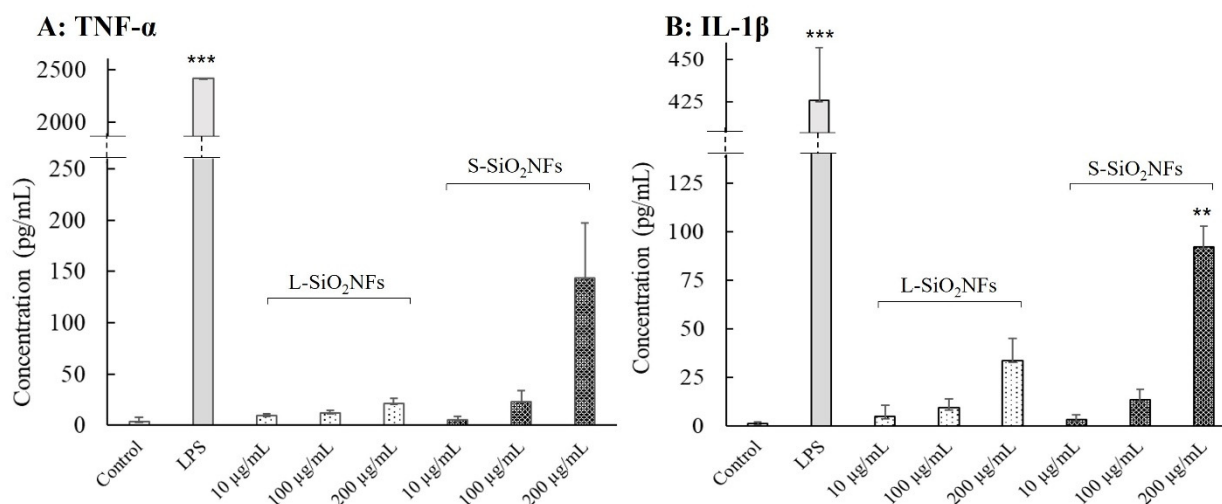 A: TNF-α
Concentration (pg/mL)
2500
2000
250
200
150
100
50
0
***
L-SiO₂NFs
S-SiO₂NFs
Control
LPS
10 µg/mL
100 µg/mL
200 µg/mL
10 µg/mL
100 µg/mL
200 µg/mL
B: IL-1β
Concentration (pg/mL)
450
425
125
100
75
50
25
0
***
L-SiO₂NFs
S-SiO₂NFs
**
Control
LPS
10 µg/mL
100 µg/mL
200 µg/mL
10 µg/mL
100 µg/mL
200 µg/mL